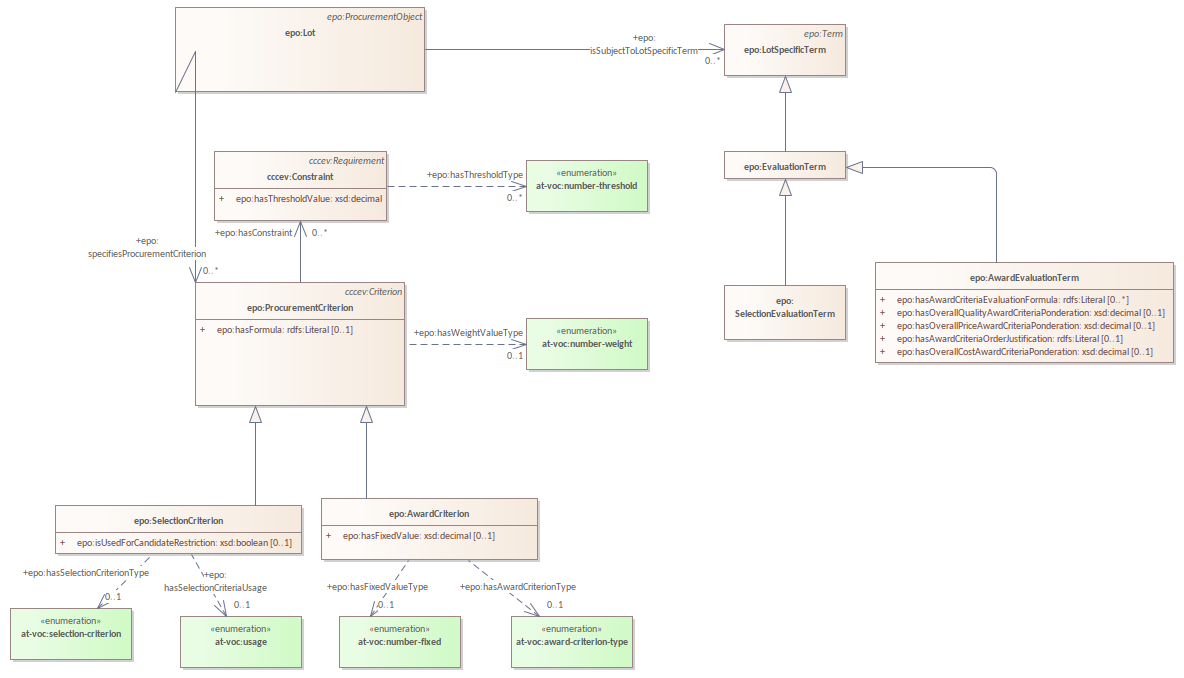 epo:ProcurementObject
epo:Lot
+epo:
isSubjectToLotSpecificTerm
0..*
epo:Term
epo:LotSpecificTerm
cccev:Requirement
cccev:Constraint
+ epo:hasThresholdValue: xsd:decimal
+epo:hasThresholdType
0..*
«enumeration»
at-voc:number-threshold
epo:EvaluationTerm
+epo:hasConstraint
0..*
+epo:
specifiesProcurementCriterion
0..*
cccev:Criterion
epo:ProcurementCriterion
+ epo:hasFormula: rdfs:Literal [0..1]
+epo:hasWeightValueType
0..1
«enumeration»
at-voc:number-weight
epo:
SelectionEvaluationTerm
epo:AwardEvaluationTerm
+ epo:hasAwardCriteriaEvaluationFormula: rdfs:Literal [0..*]
+ epo:hasOverallQualityAwardCriteriaPonderation: xsd:decimal [0..1]
+ epo:hasOverallPriceAwardCriteriaPonderation: xsd:decimal [0..1]
+ epo:hasAwardCriteriaOrderJustification: rdfs:Literal [0..1]
+ epo:hasOverallCostAwardCriteriaPonderation: xsd:decimal [0..1]
epo:SelectionCriterion
+ epo:isUsedForCandidateRestriction: xsd:boolean [0..1]
epo:AwardCriterion
+ epo:hasFixedValue: xsd:decimal [0..1]
+epo:hasSelectionCriterionType
0..1
+epo:
hasSelectionCriteriaUsage
0..1
+epo:hasFixedValueType
0..1
+epo:hasAwardCriterionType
0..1
«enumeration»
at-voc:selection-criterion
«enumeration»
at-voc:usage
«enumeration»
at-voc:number-fixed
«enumeration»
at-voc:award-criterion-type